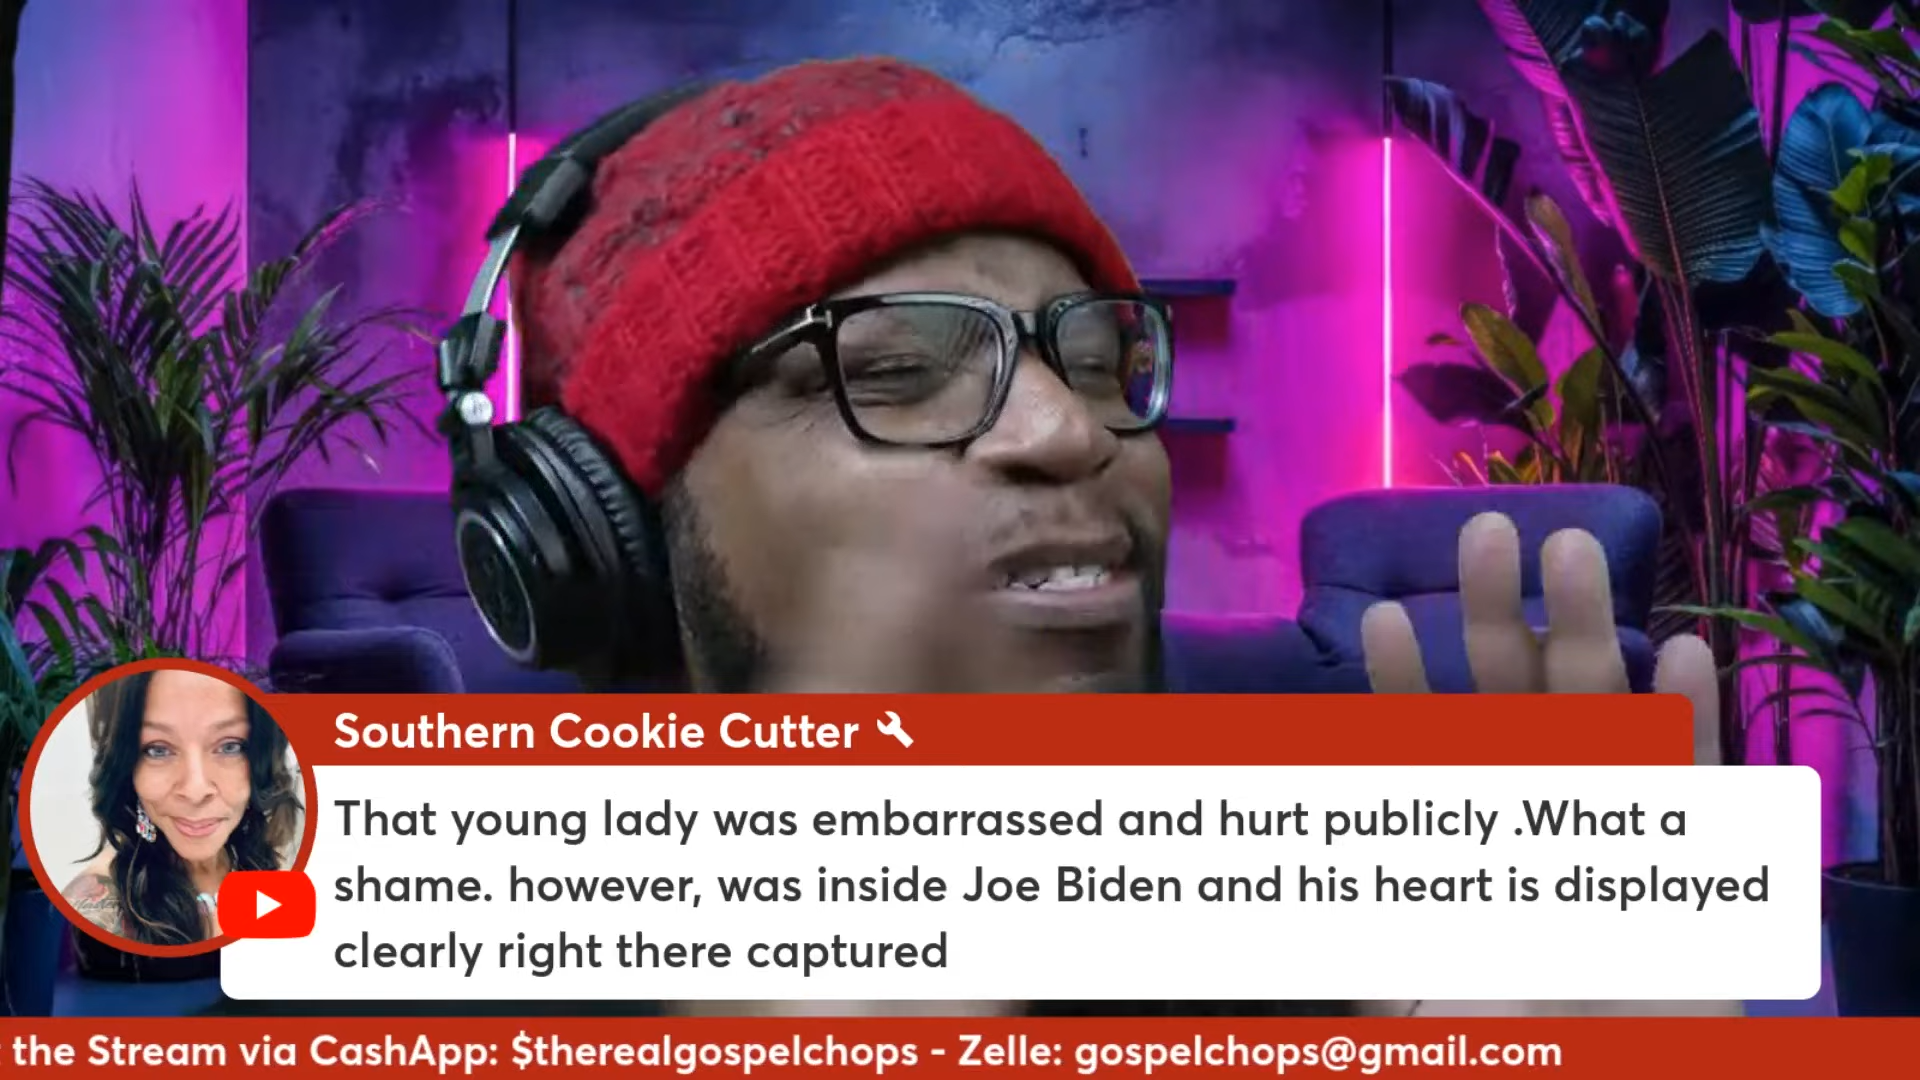 Southern Cookie Cutter
That young lady was embarrassed and hurt publicly .What a
shame. however, was inside Joe Biden and his heart is displayed
clearly right there captured
the Stream via CashApp: $therealgospelchops - Zelle: gospelchops@gmail.com